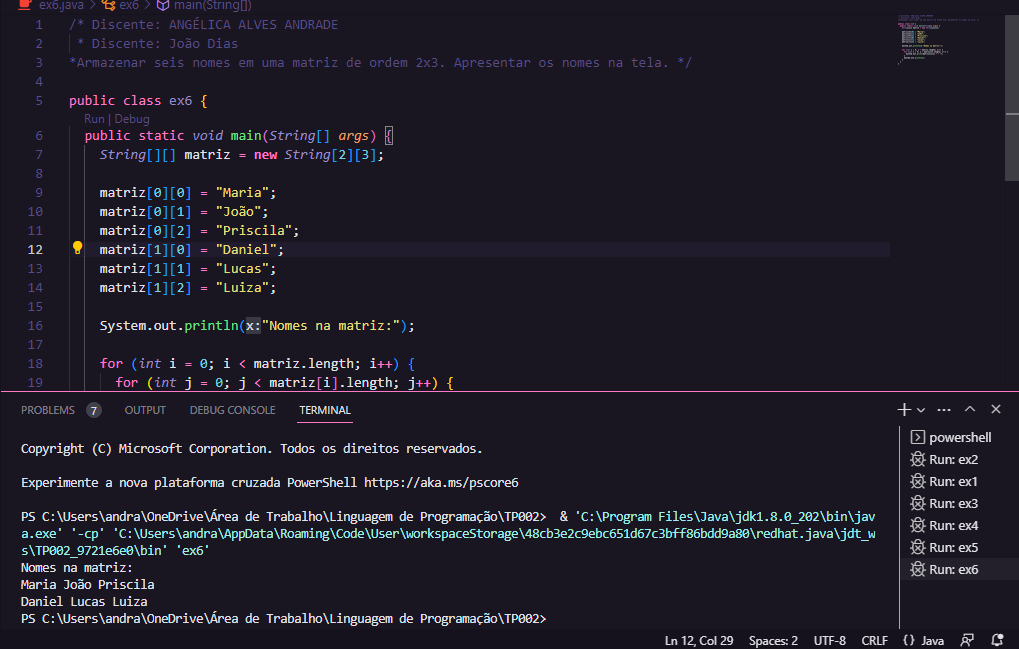 ex6.java > ex6 > main(String[])
1 /* Discente: ANGÉLICA ALVES ANDRADE
2 * Discente: João Dias
3 *Armazenar seis nomes em uma matriz de ordem 2x3. Apresentar os nomes na tela. */
4
5 public class ex6 {
Run | Debug
6 public static void main(String[] args) {
7 String[][] matriz = new String[2][3];
8
9 matriz[0][0] = "Maria";
10 matriz[0][1] = "João";
11 matriz[0][2] = "Priscila";
12 matriz[1][0] = "Daniel";
13 matriz[1][1] = "Lucas";
14 matriz[1][2] = "Luiza";
15
16 System.out.println(x:"Nomes na matriz:");
17
18 for (int i = 0; i < matriz.length; i++) {
19 for (int j = 0; j < matriz[i].length; j++) {
PROBLEMS 7 OUTPUT DEBUG CONSOLE TERMINAL
Copyright (C) Microsoft Corporation. Todos os direitos reservados.
Experimente a nova plataforma cruzada PowerShell https://aka.ms/pscore6
PS C:\Users\andra\OneDrive\Área de Trabalho\Linguagem de Programação\TP002> & 'C:\Program Files\Java\jdk1.8.0_202\bin\jav
a.exe' '-cp' 'C:\Users\andra\AppData\Roaming\Code\User\workspaceStorage\48cb3e2c9ebc651d67c3bff86bdd9a80\redhat.java\jdt_w
s\TP002_9721e6e0\bin' 'ex6'
Nomes na matriz:
Maria João Priscila
Daniel Lucas Luiza
PS C:\Users\andra\OneDrive\Área de Trabalho\Linguagem de Programação\TP002>
powershell
Run: ex2
Run: ex1
Run: ex3
Run: ex4
Run: ex5
Run: ex6
Ln 12, Col 29 Spaces: 2 UTF-8 CRLF {} Java